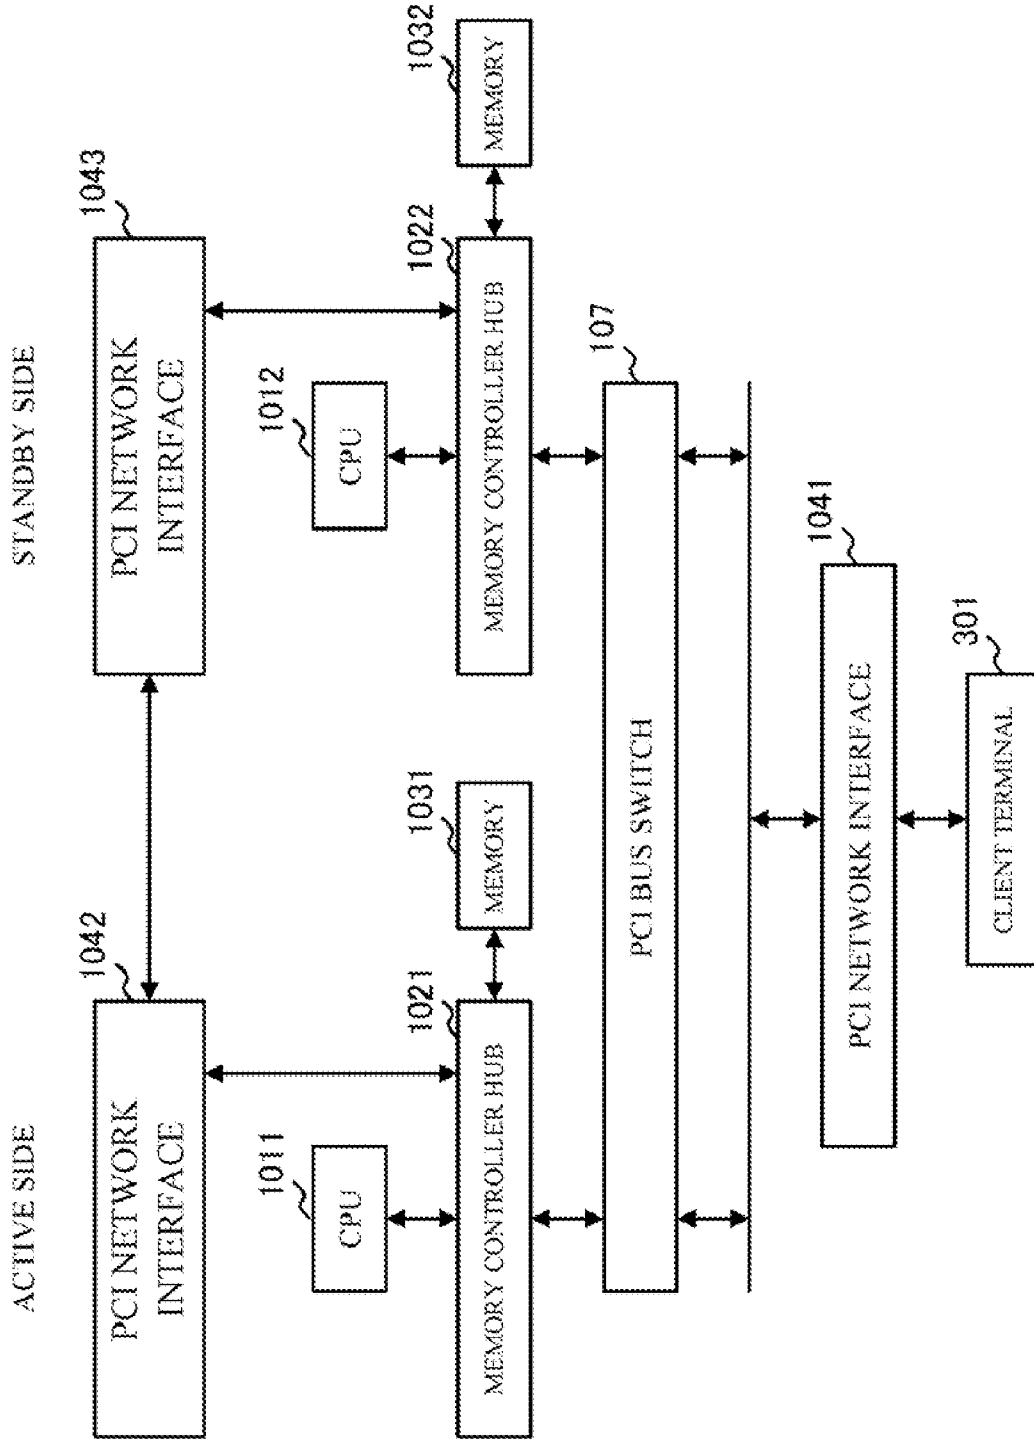 ACTIVE SIDE
STANDBY SIDE
1042
PCI NETWORK
INTERFACE
1043
PCI NETWORK
INTERFACE
1011
CPU
1012
CPU
1021
MEMORY CONTROLLER HUB
1031
MEMORY
1022
MEMORY CONTROLLER HUB
1032
MEMORY
107
PCI BUS SWITCH
1041
PCI NETWORK INTERFACE
301
CLIENT TERMINAL